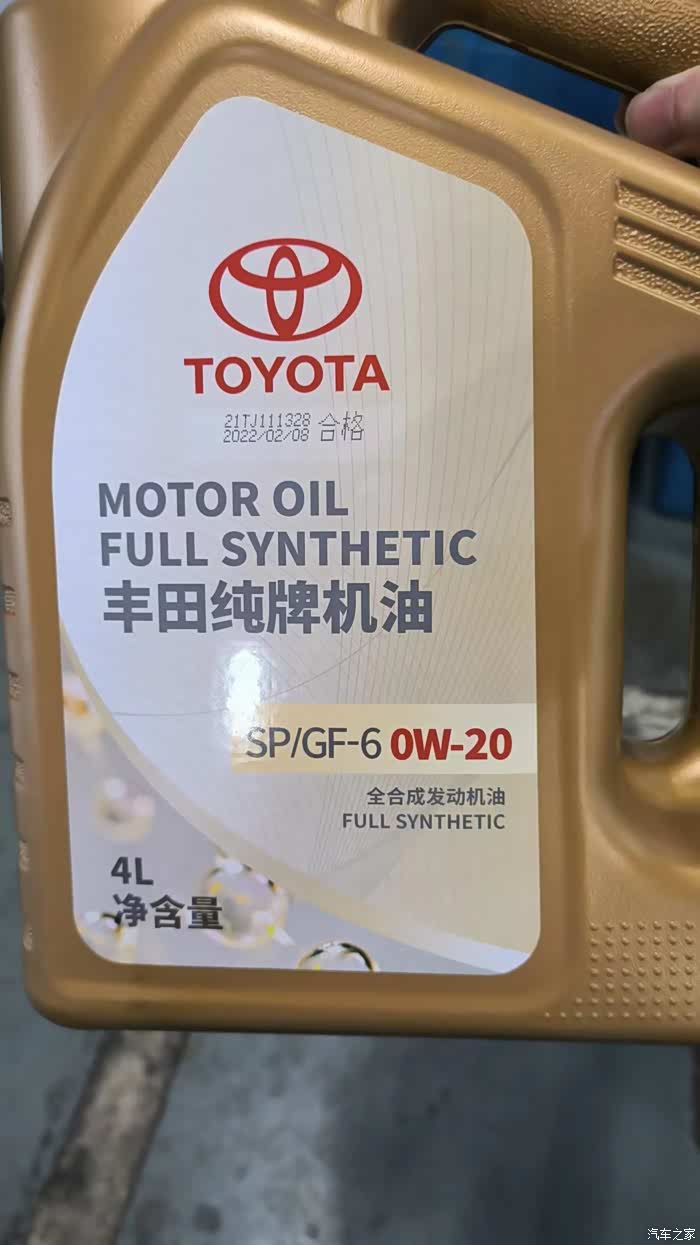 TOYOTA
21TJ111328
2022/02/08 合格
MOTOR OIL
FULL SYNTHETIC
丰田纯牌机油
SP/GF-6 0W-20
全合成发动机油
FULL SYNTHETIC
4L
净含量
汽车之家